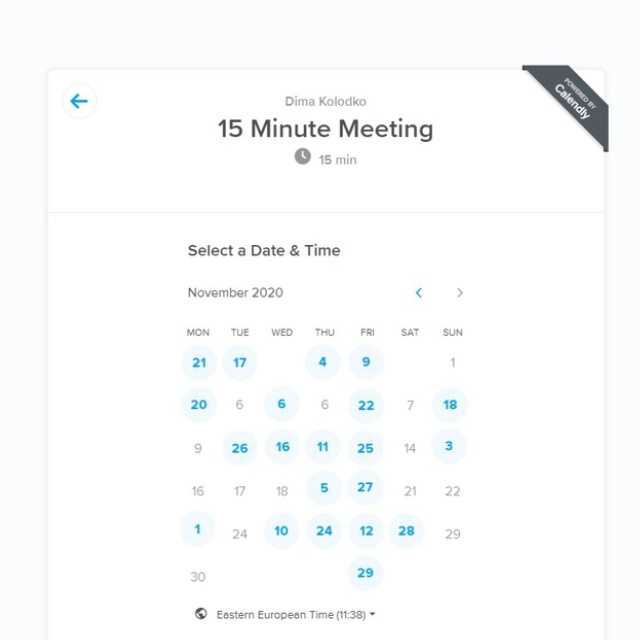 POWERED BY
Calendly
Dima Kolodko
15 Minute Meeting
15 min
Select a Date & Time
November 2020
MON TUE WED THU FRI SAT SUN
21 17 4 9 1
20 6 6 6 22 7 18
9 26 16 11 25 14 3
16 17 18 5 27 21 22
1 24 10 24 12 28 29
30 29
Eastern European Time (11:38)